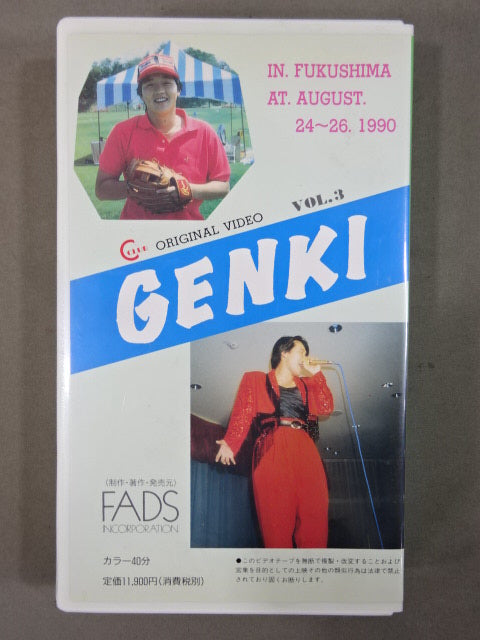 IN. FUKUSHIMA
AT. AUGUST.
24~26. 1990
CLUB ORIGINAL VIDEO VOL.3
GENKI
(制作・著作・発売元)
FADS
INCORPORATION
カラー40分
定価11,900円(消費税別)
●このビデオテープを無断で複製・改変することおよび
営業を目的としての上映その他の類似行為は法律で禁止
されており固くお断りします。